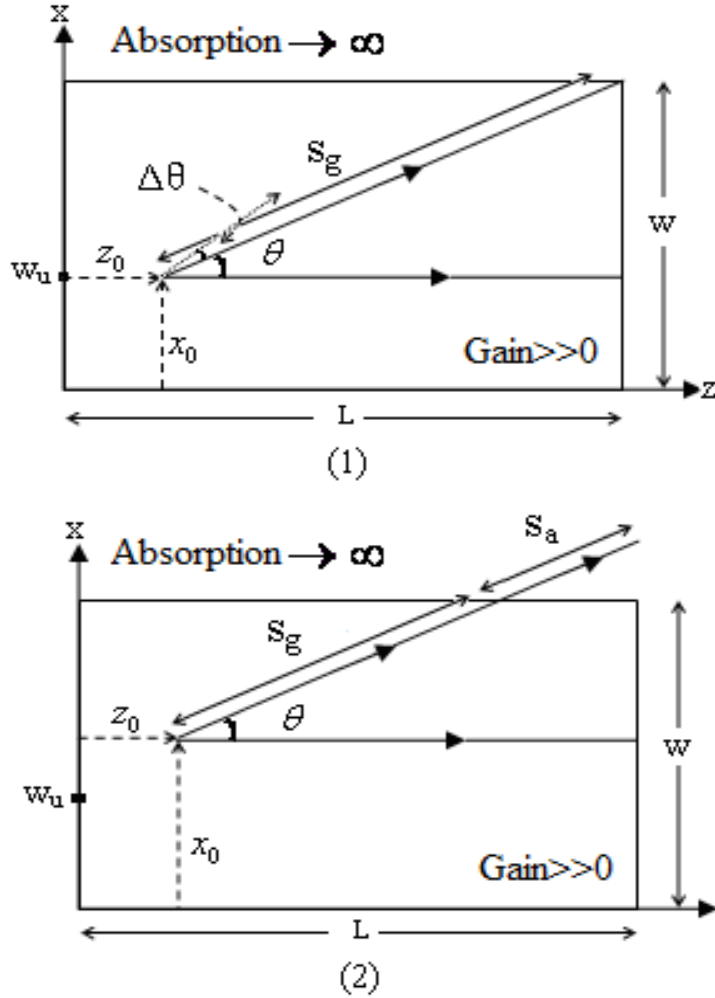 x
Absorption → ∞
s_g
Δθ
w
z_0
θ
w_u
x_0
Gain>>0
z
L
(1)
x
s_a
Absorption → ∞
s_g
z_0
θ
w
w_u
x_0
Gain>>0
L
(2)